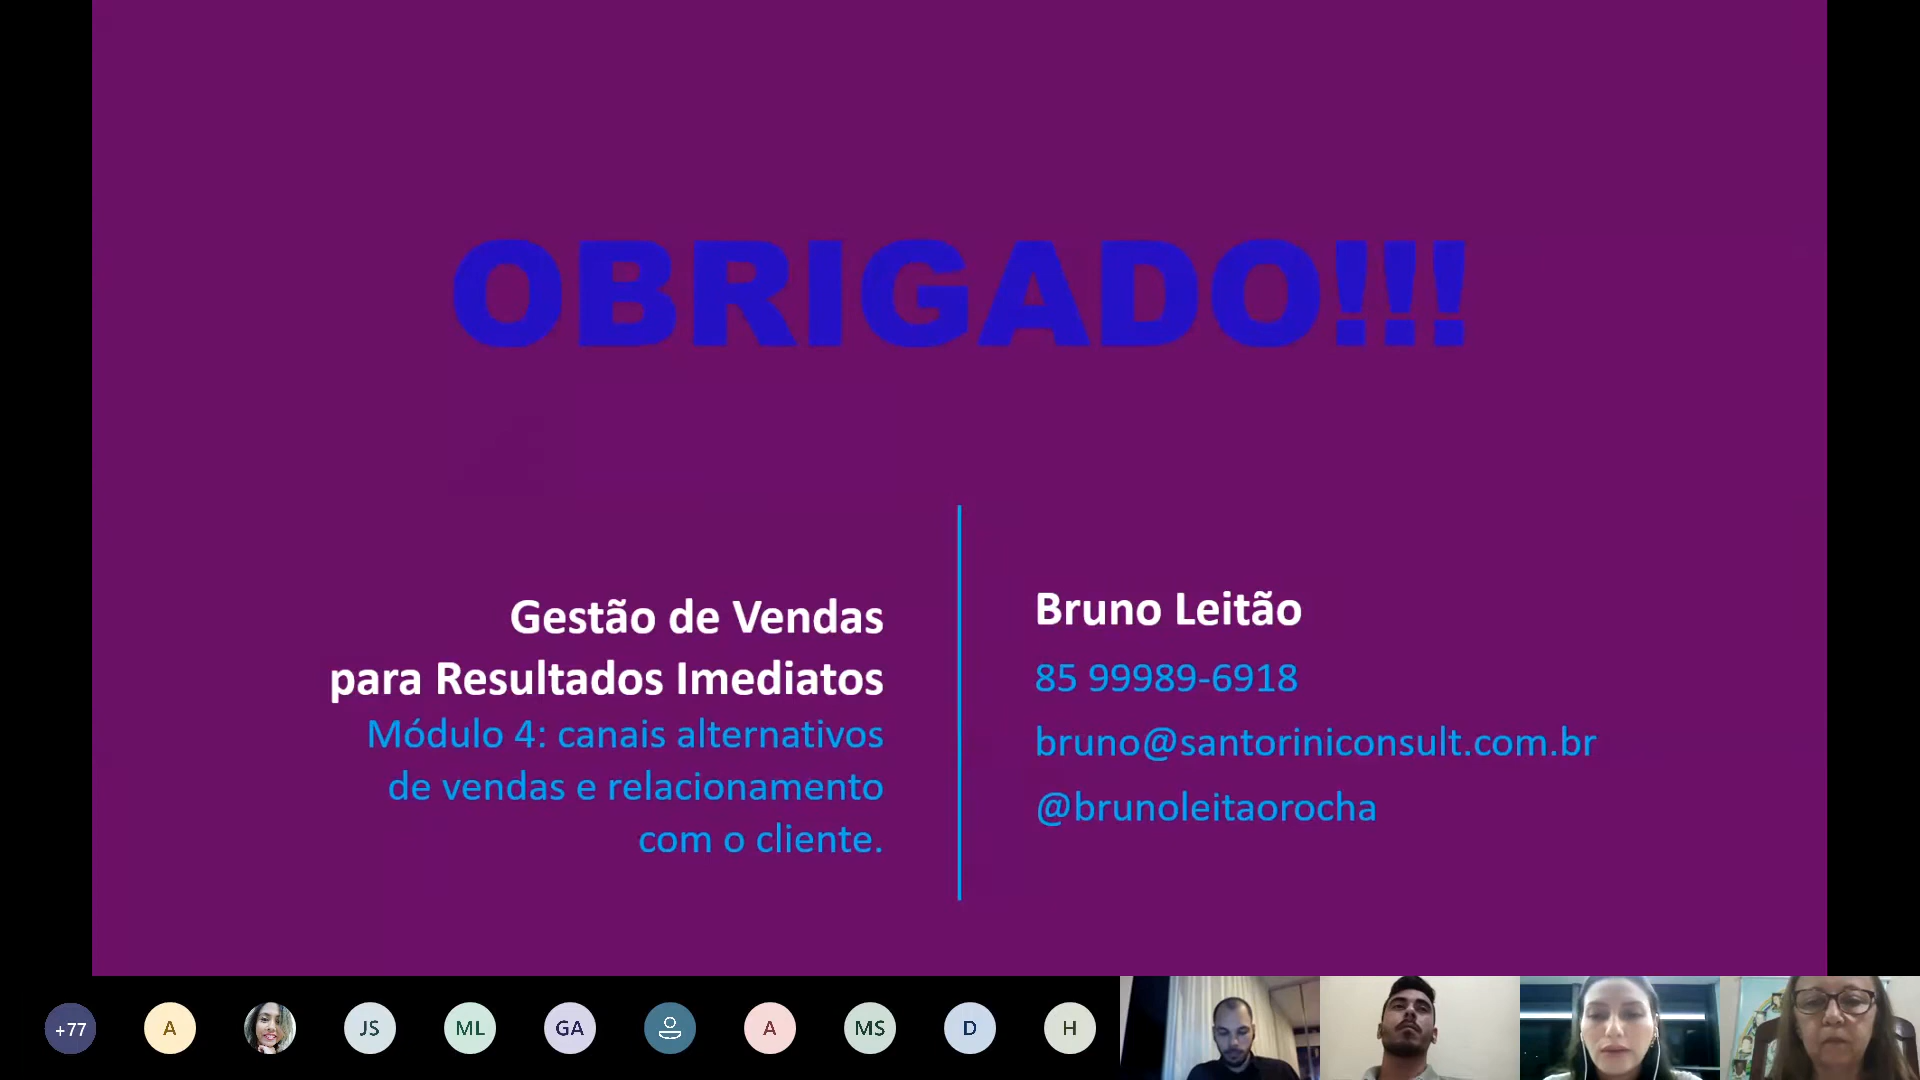 OBRIGADO!!!
Gestão de Vendas
para Resultados Imediatos
Módulo 4: canais alternativos
de vendas e relacionamento
com o cliente.
Bruno Leitão
85 99989-6918
bruno@santoriniconsult.com.br
@brunoleitaorocha
+77
A
JS
ML
GA
A
MS
D
H